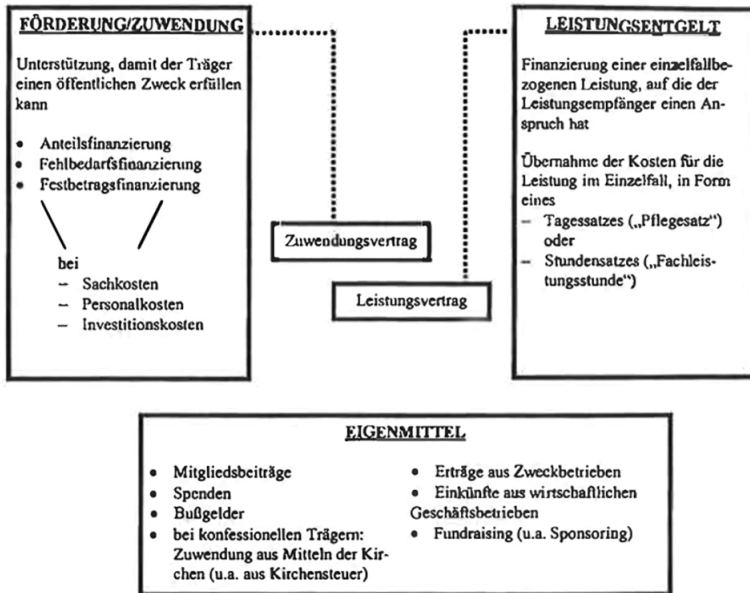 FÖRDERUNG/ZUWENDUNG
Unterstützung, damit der Träger
einen öffentlichen Zweck erfüllen
kann
• Anteilsfinanzierung
• Fehlbedarfsfinanzierung
• Festbetragsfinanzierung
bei
– Sachkosten
– Personalkosten
– Investitionskosten
Zuwendungsvertrag
Leistungsvertrag
LEISTUNGSENTGELT
Finanzierung einer einzelfallbe-
zogenen Leistung, auf die der
Leistungsempfänger einen An-
spruch hat
Übernahme der Kosten für die
Leistung im Einzelfall, in Form
eines
– Tagessatzes („Pflegesatz“)
oder
– Stundensatzes („Fachleis-
tungsstunde“)
EIGENMITTEL
• Mitgliedsbeiträge
• Spenden
• Bußgelder
• bei konfessionellen Trägern:
Zuwendung aus Mitteln der Kir-
chen (u.a. aus Kirchensteuer)
• Erträge aus Zweckbetrieben
• Einkünfte aus wirtschaftlichen
Geschäftsbetrieben
• Fundraising (u.a. Sponsoring)